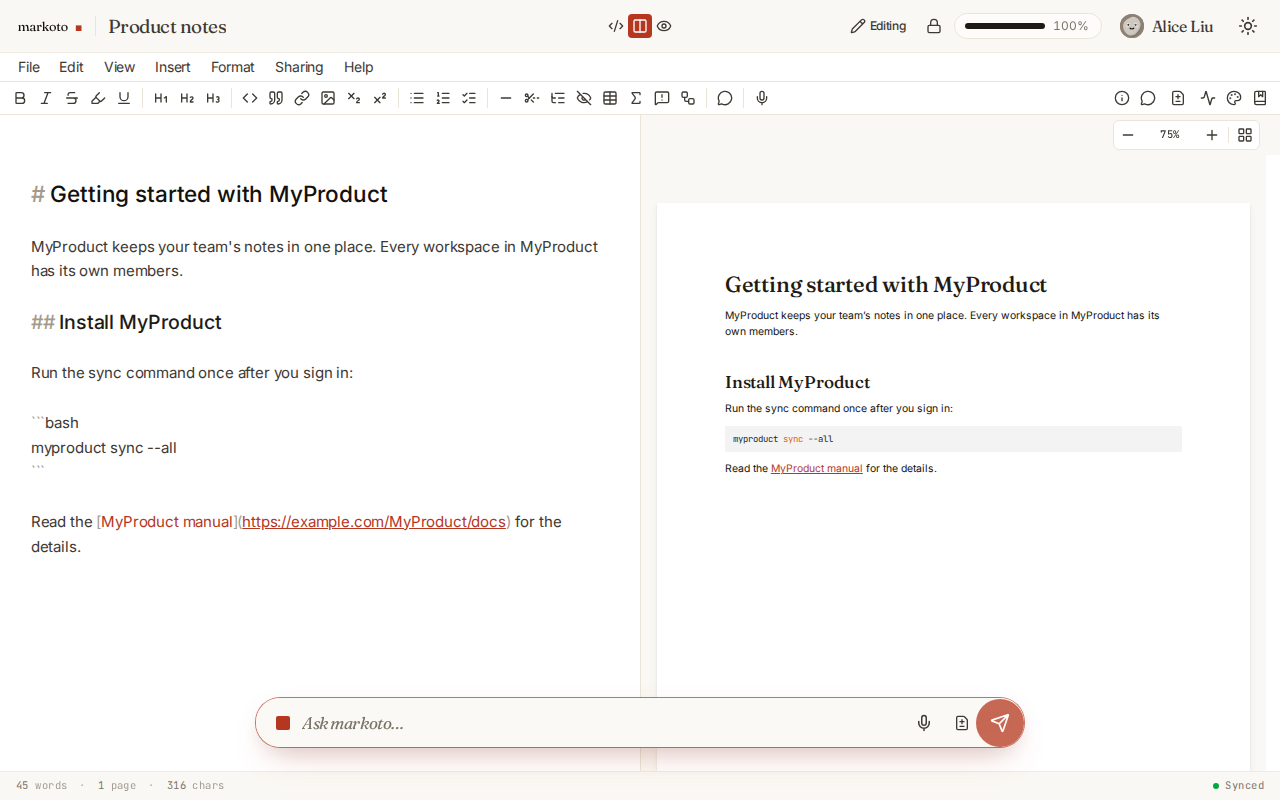 markoto
Product notes
Editing
100%
Alice Liu
File Edit View Insert Format Sharing Help
H1 H2 H3
75%
# Getting started with MyProduct
MyProduct keeps your team's notes in one place. Every workspace in MyProduct
has its own members.
## Install MyProduct
Run the sync command once after you sign in:
```bash
myproduct sync --all
```
Read the [MyProduct manual](https://example.com/MyProduct/docs) for the
details.
Getting started with MyProduct
MyProduct keeps your team's notes in one place. Every workspace in MyProduct has its
own members.
Install MyProduct
Run the sync command once after you sign in:
myproduct sync --all
Read the MyProduct manual for the details.
Ask markoto...
45 words · 1 page · 316 chars
Synced